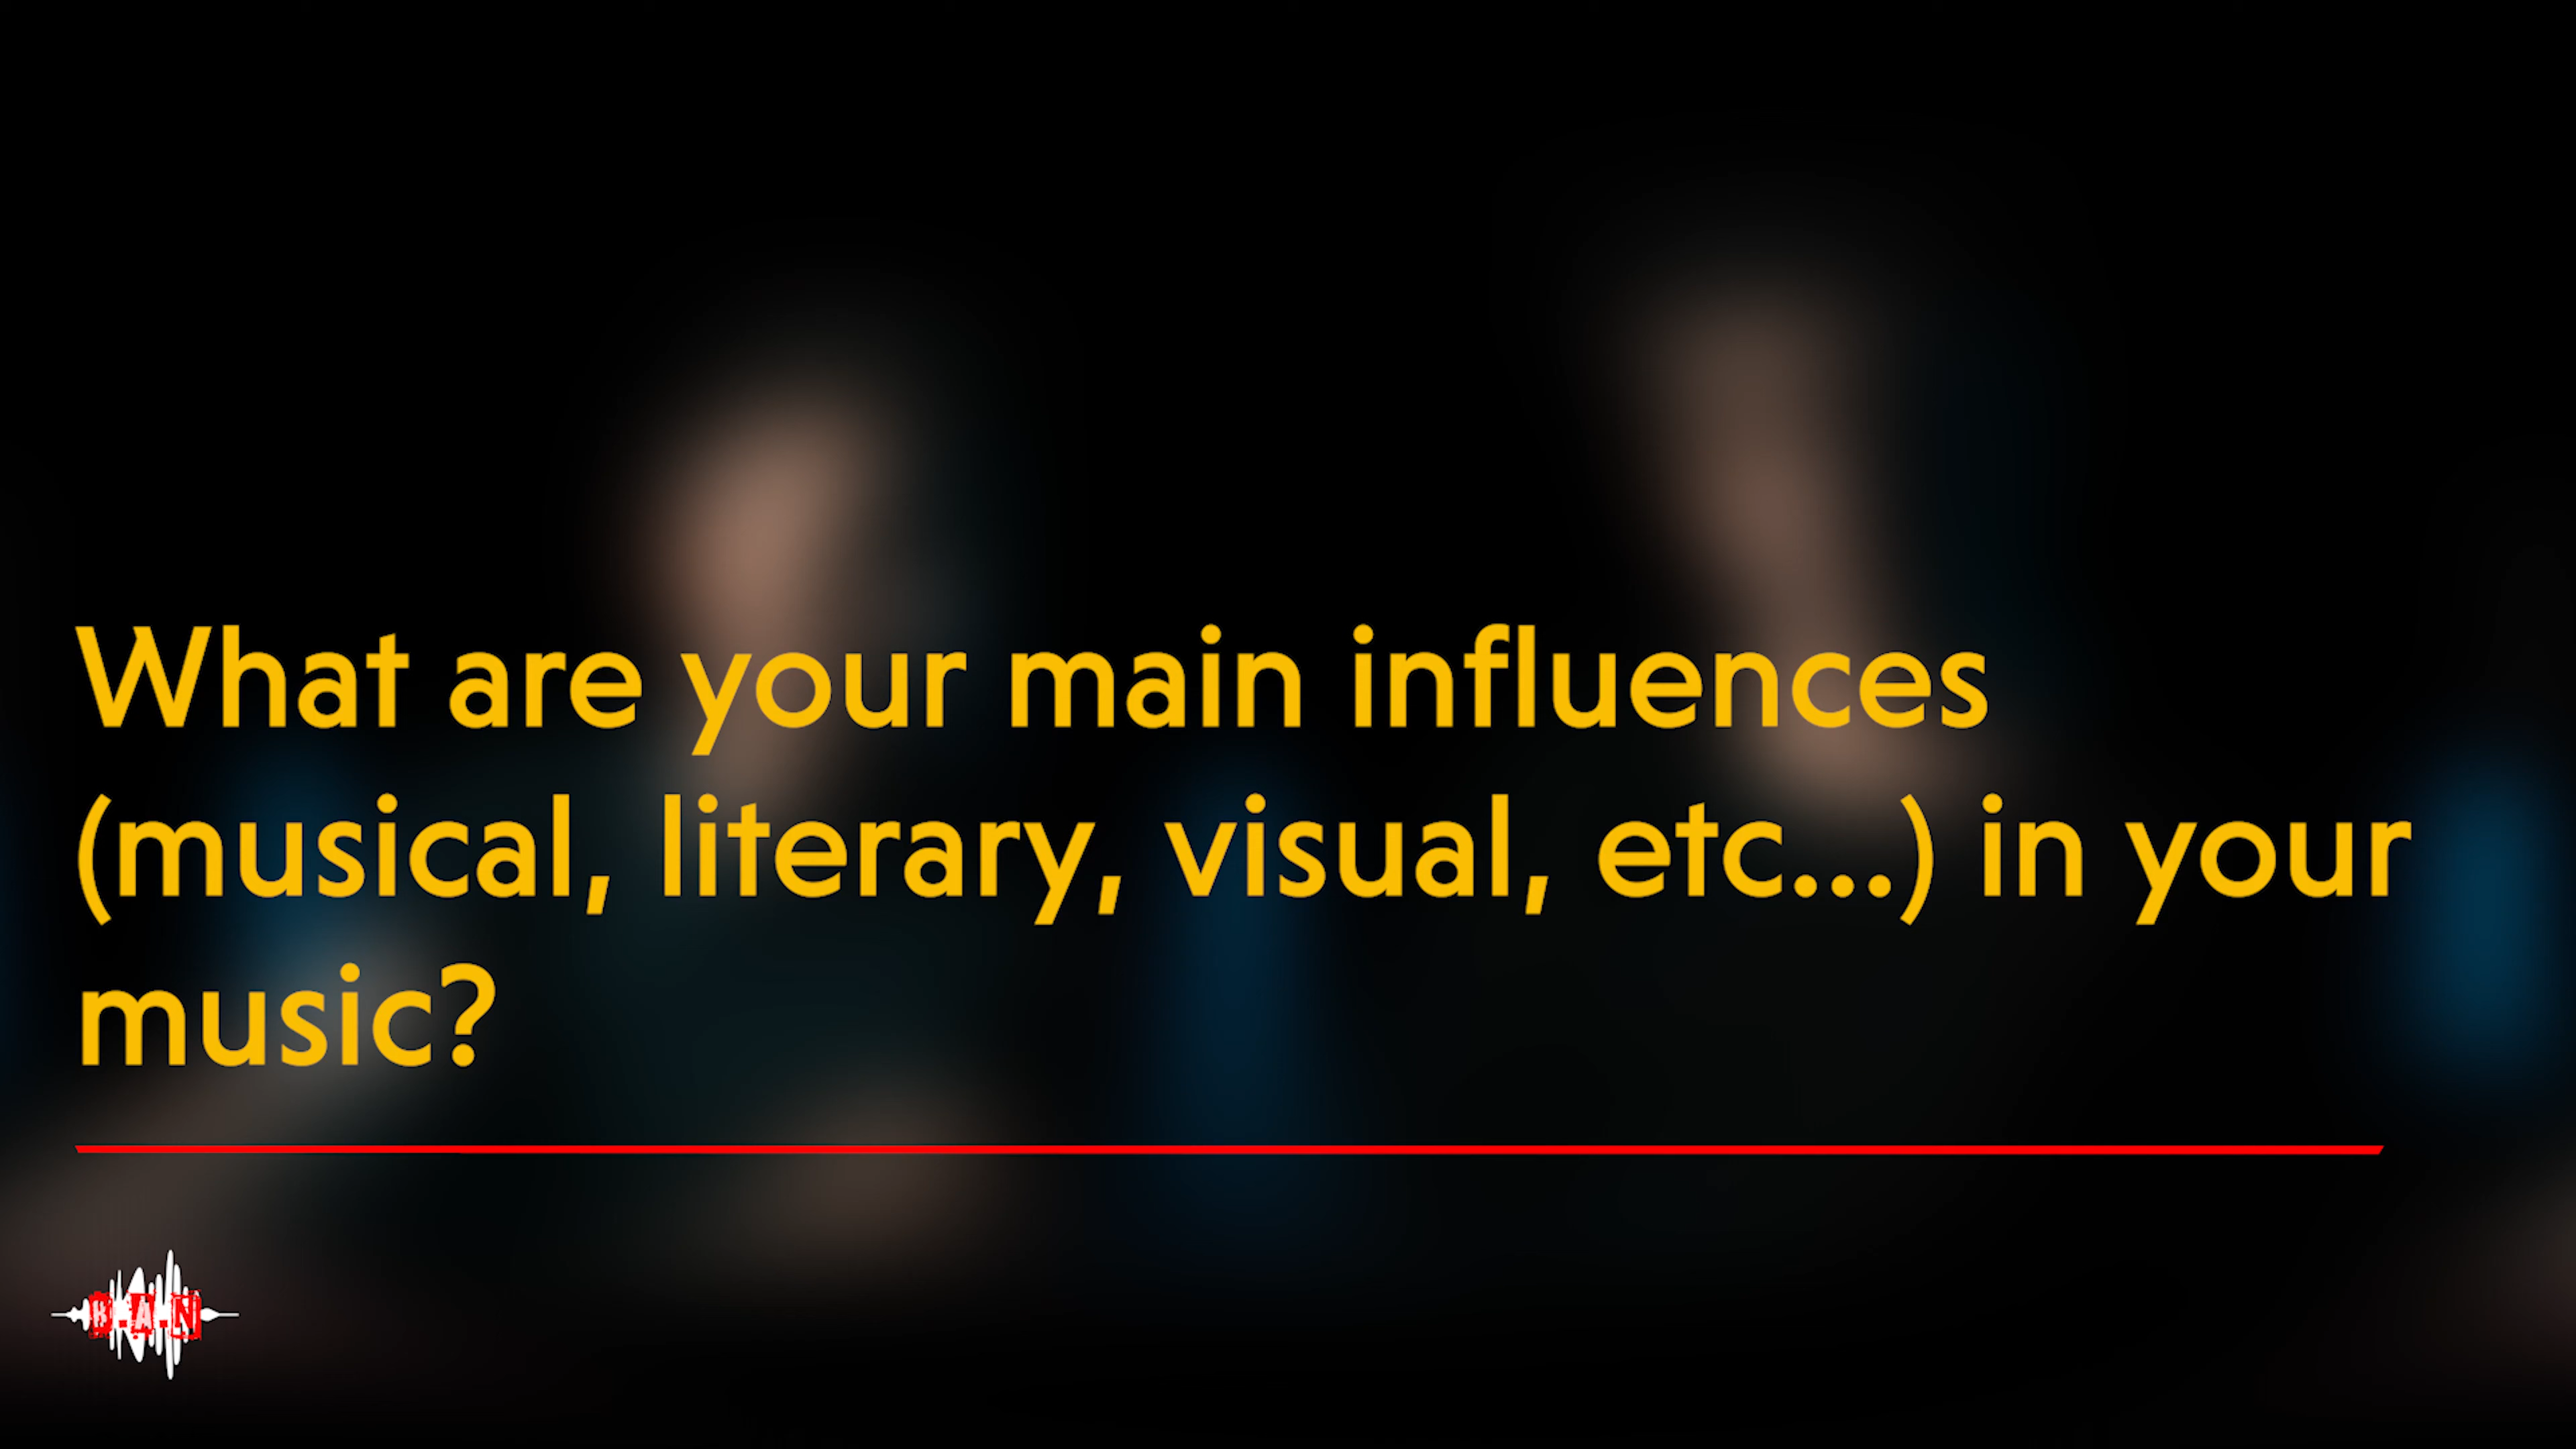 What are your main influences
(musical, literary, visual, etc...) in your
music?
K.A.N